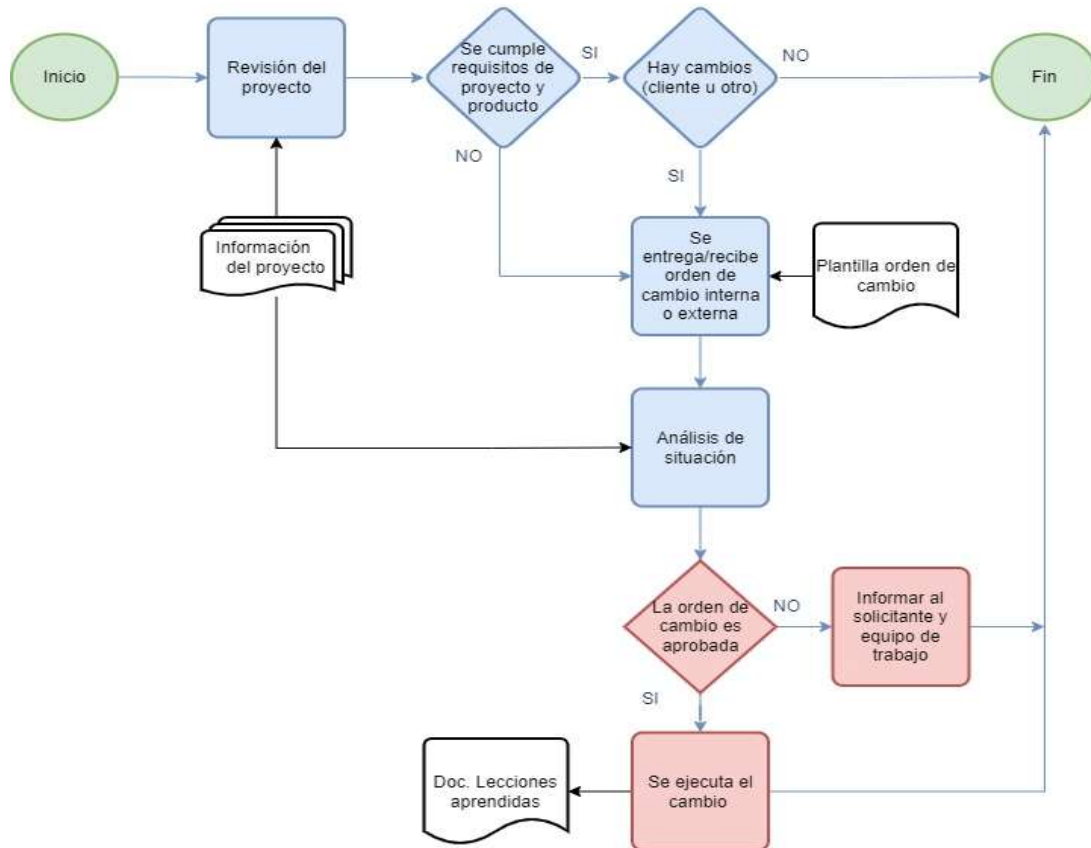 Inicio
Revisión del
proyecto
Se cumple
requisitos de
proyecto y
producto
SI
Hay cambios
(cliente u otro)
NO
Fin
NO
SI
Información
del proyecto
Se
entrega/recibe
orden de
cambio interna
o externa
Plantilla orden de
cambio
Análisis de
situación
La orden de
cambio es
aprobada
NO
Informar al
solicitante y
equipo de
trabajo
SI
Doc. Lecciones
aprendidas
Se ejecuta el
cambio